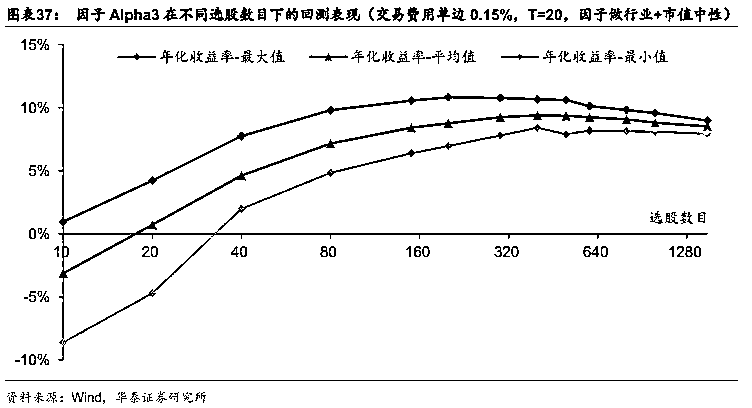 图表37: 因子 Alpha3 在不同选股数目下的回测表现（交易费用单边 0.15%，T=20，因子做行业+市值中性）
15%
年化收益率-最大值 年化收益率-平均值 年化收益率-最小值
10%
5%
选股数目
0%
10 20 40 80 160 320 640 1280
-5%
-10%
资料来源：Wind，华泰证券研究所